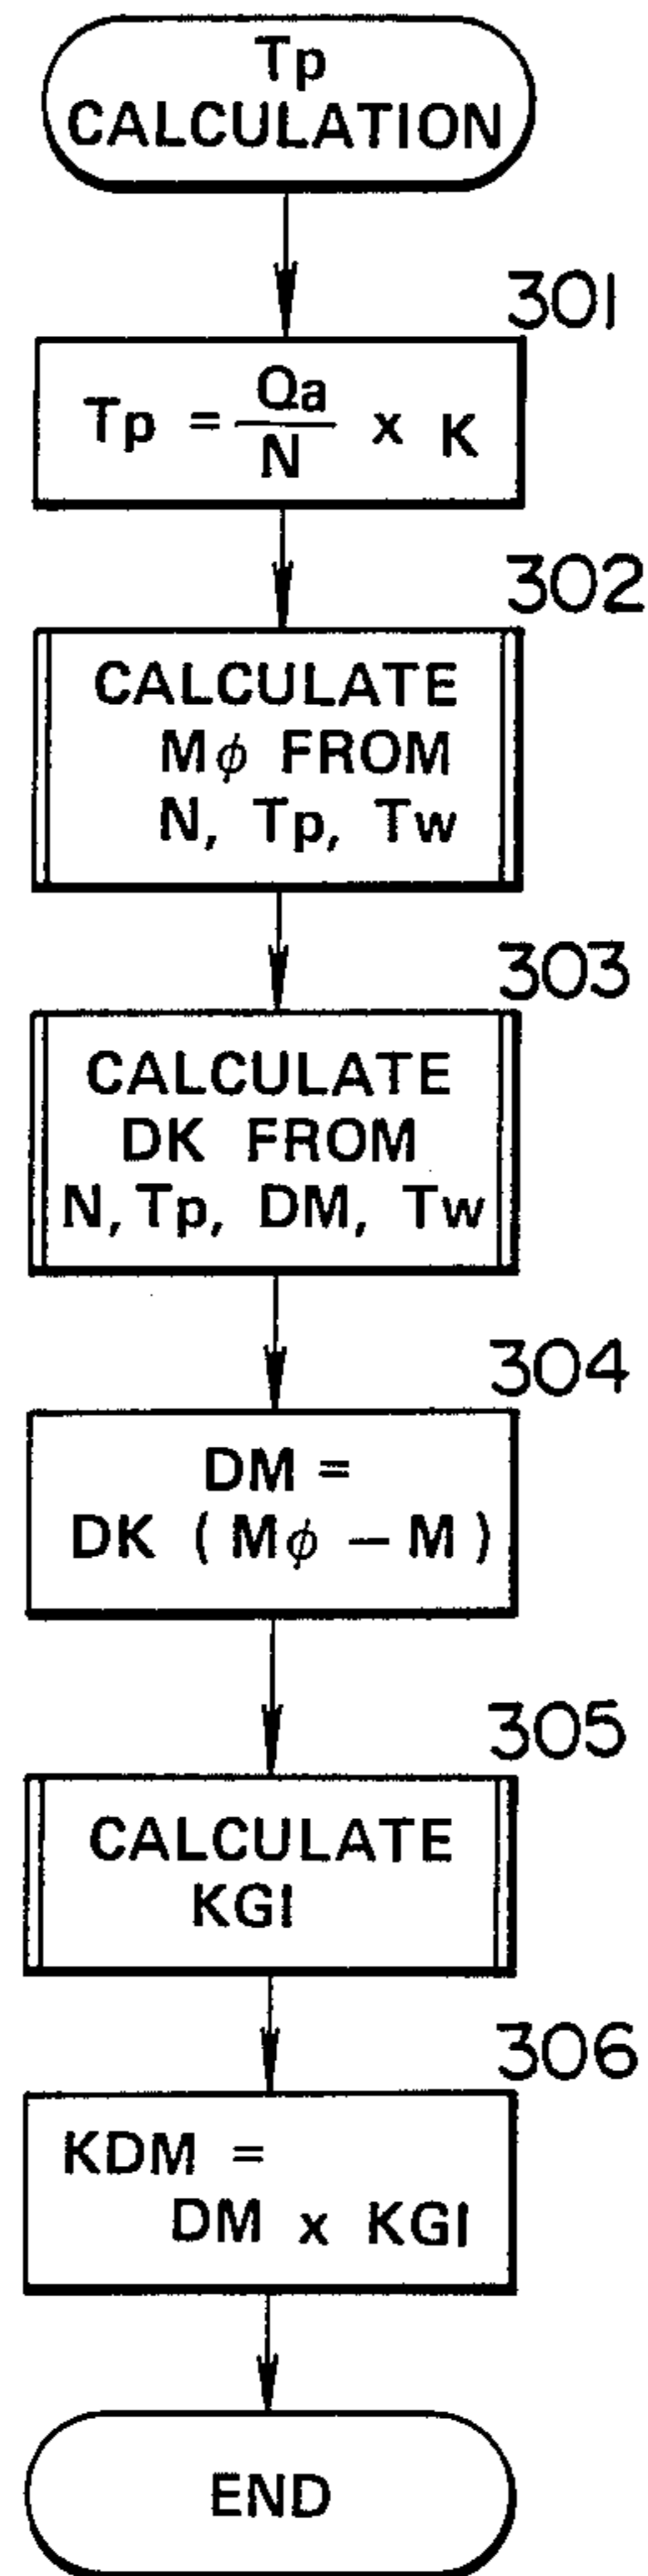 Tp
CALCULATION
301
Tp = Qa/N x K
302
CALCULATE
Mφ FROM
N, Tp, Tw
303
CALCULATE
DK FROM
N, Tp, DM, Tw
304
DM =
DK ( Mφ − M )
305
CALCULATE
KGI
306
KDM =
DM x KGI
END